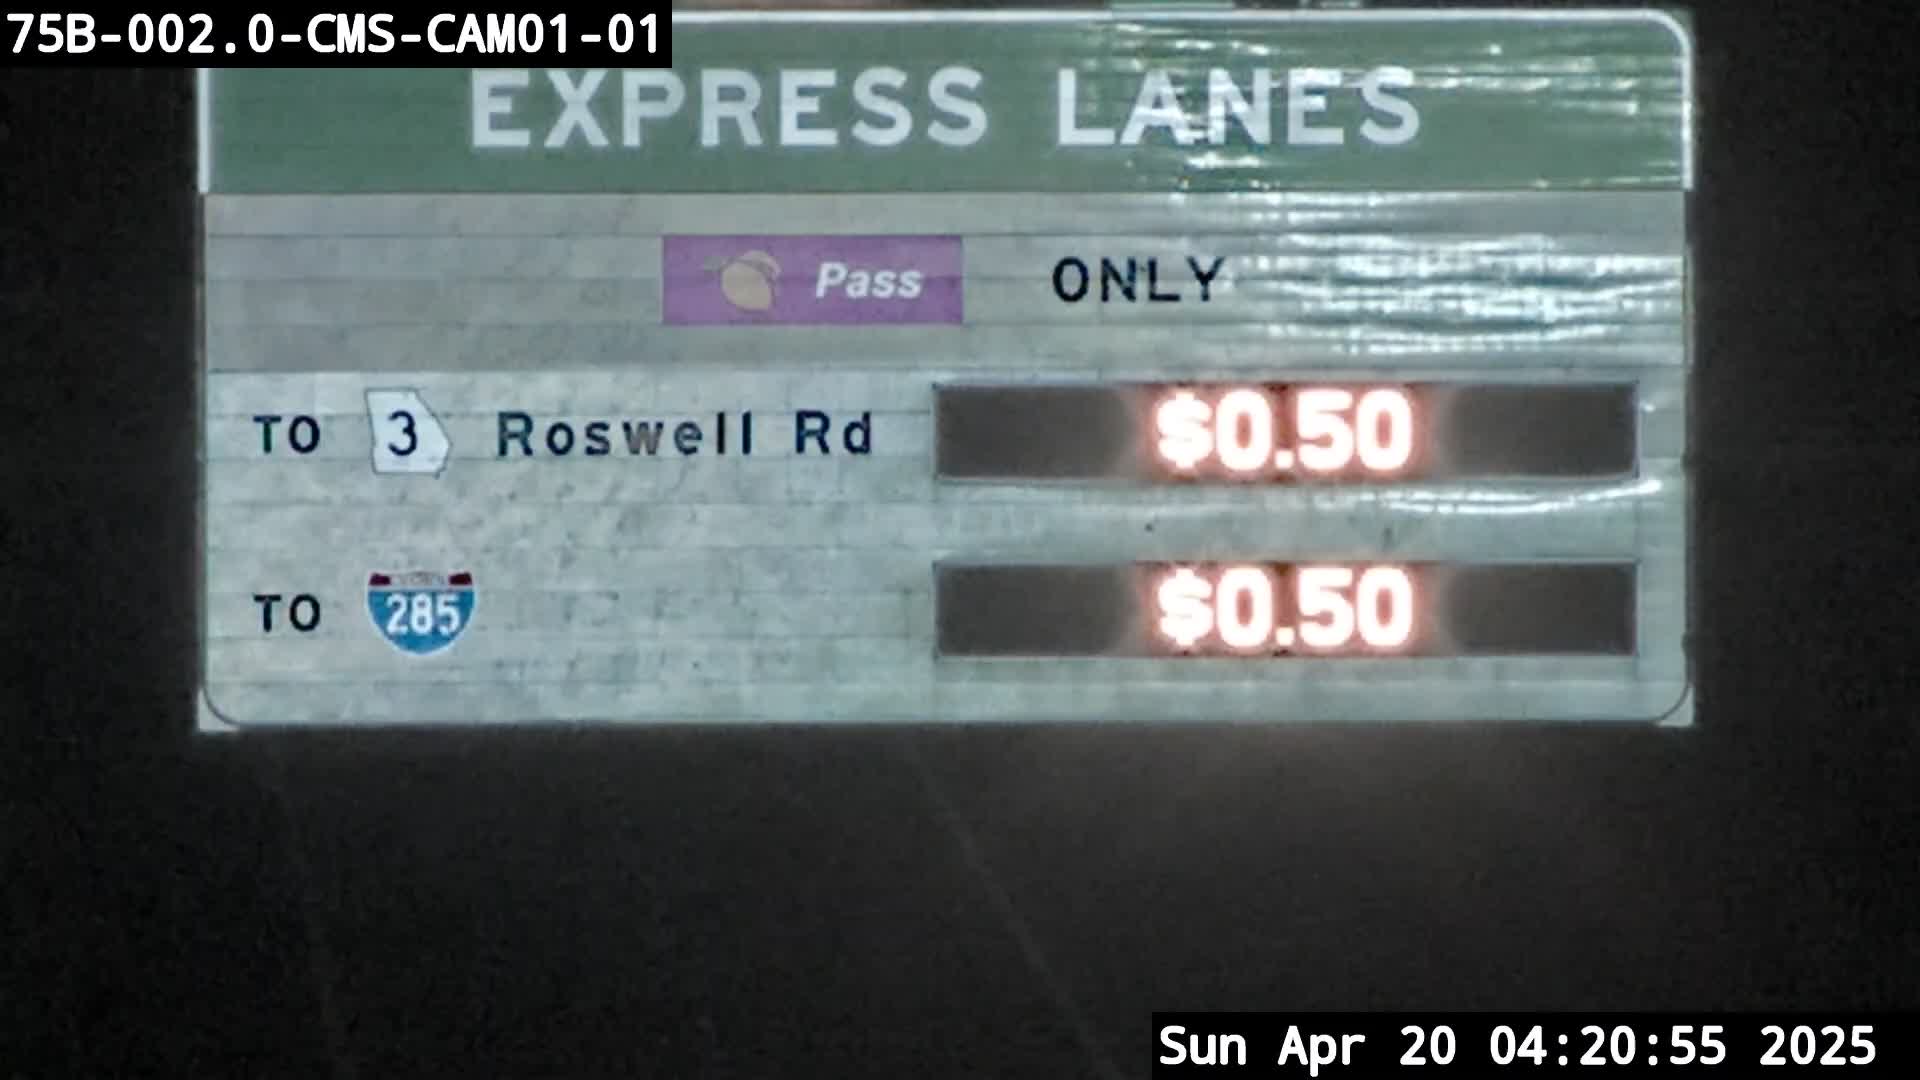 75B-002.0-CMS-CAM01-01
EXPRESS LANES
Pass ONLY
TO 3 Roswell Rd $0.50
TO 285 $0.50
Sun Apr 20 04:20:55 2025